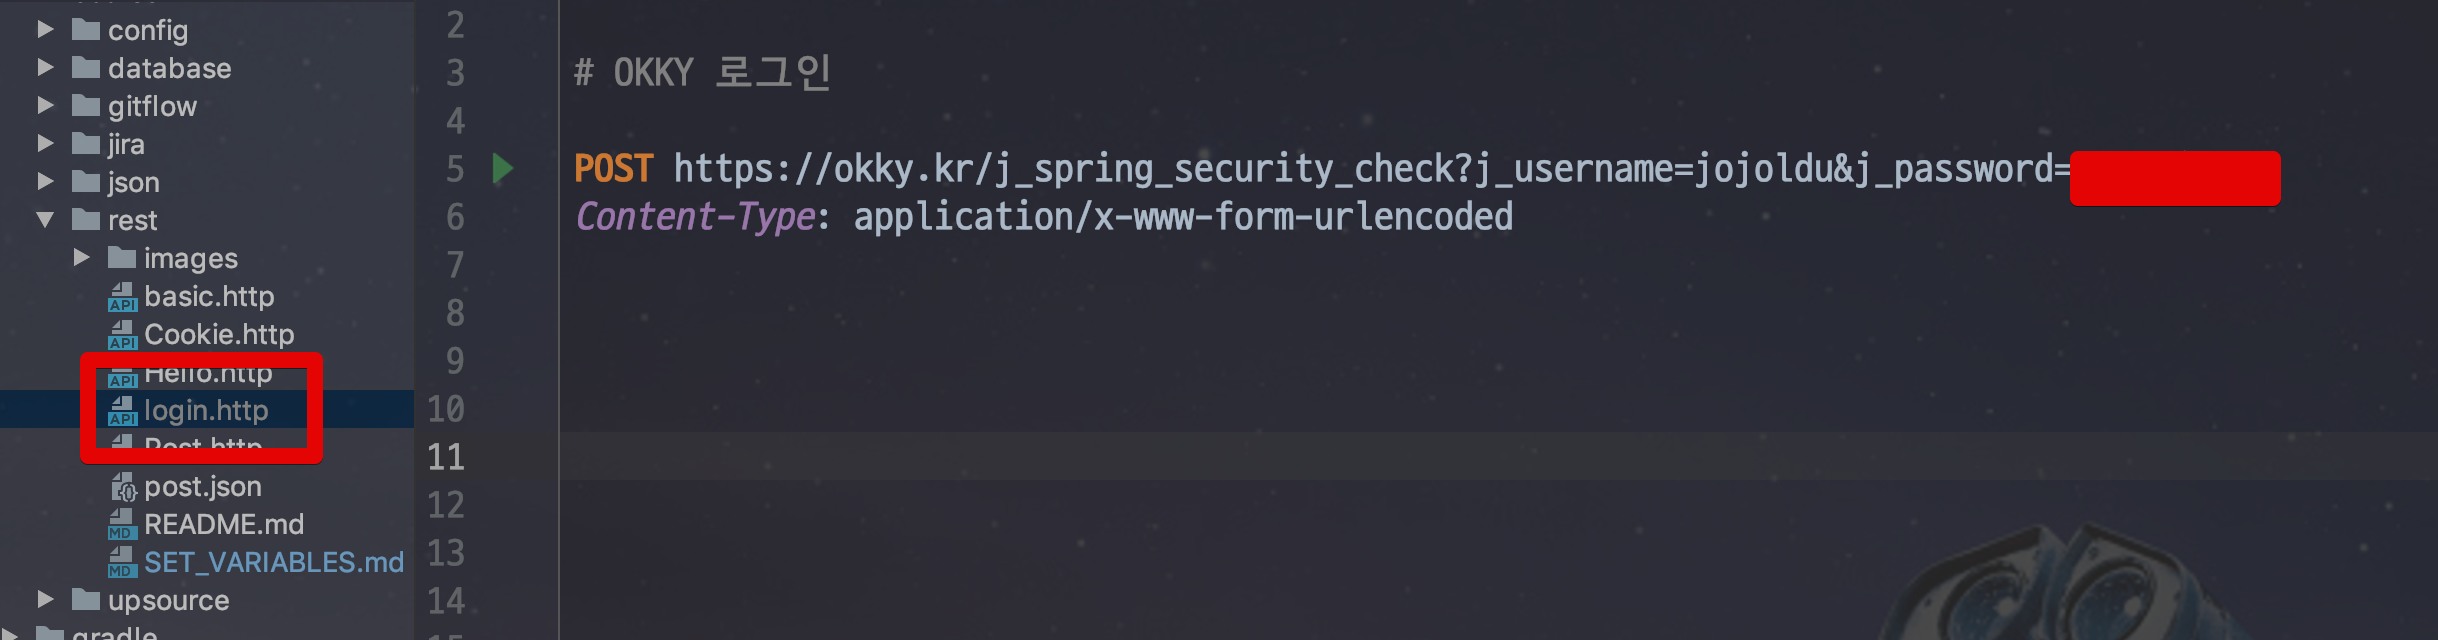 config
database
gitflow
jira
json
rest
images
API basic.http
API Cookie.http
API Hello.http
API login.http
Post.http
post.json
MD README.md
MD SET_VARIABLES.md
upsource
gradle
2
3 # OKKY 로그인
4
5 POST https://okky.kr/j_spring_security_check?j_username=jojoldu&j_password=
6 Content-Type: application/x-www-form-urlencoded
7
8
9
10
11
12
13
14